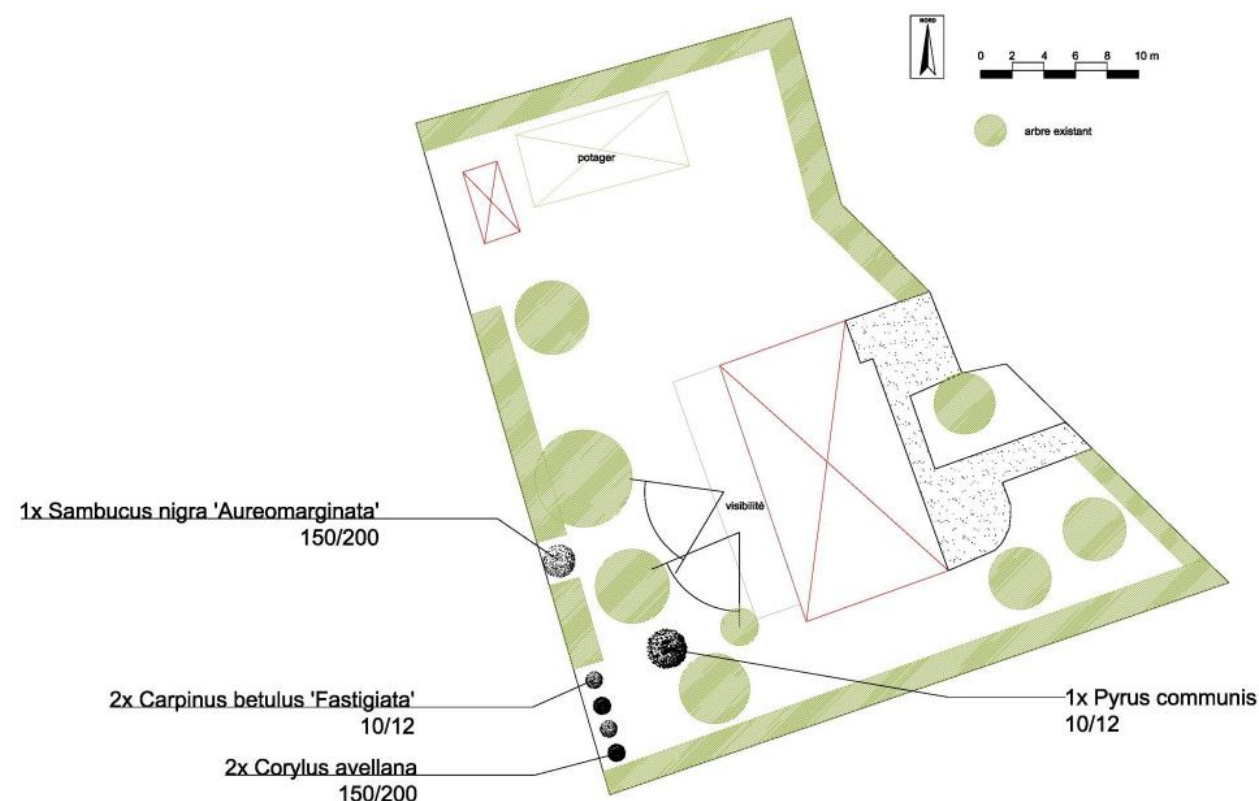 NORD
0 2 4 6 8 10 m
arbre existant
potager
visibilité
1x Sambucus nigra 'Aureomarginata'
150/200
2x Carpinus betulus 'Fastigiata'
10/12
2x Corylus avellana
150/200
1x Pyrus communis
10/12